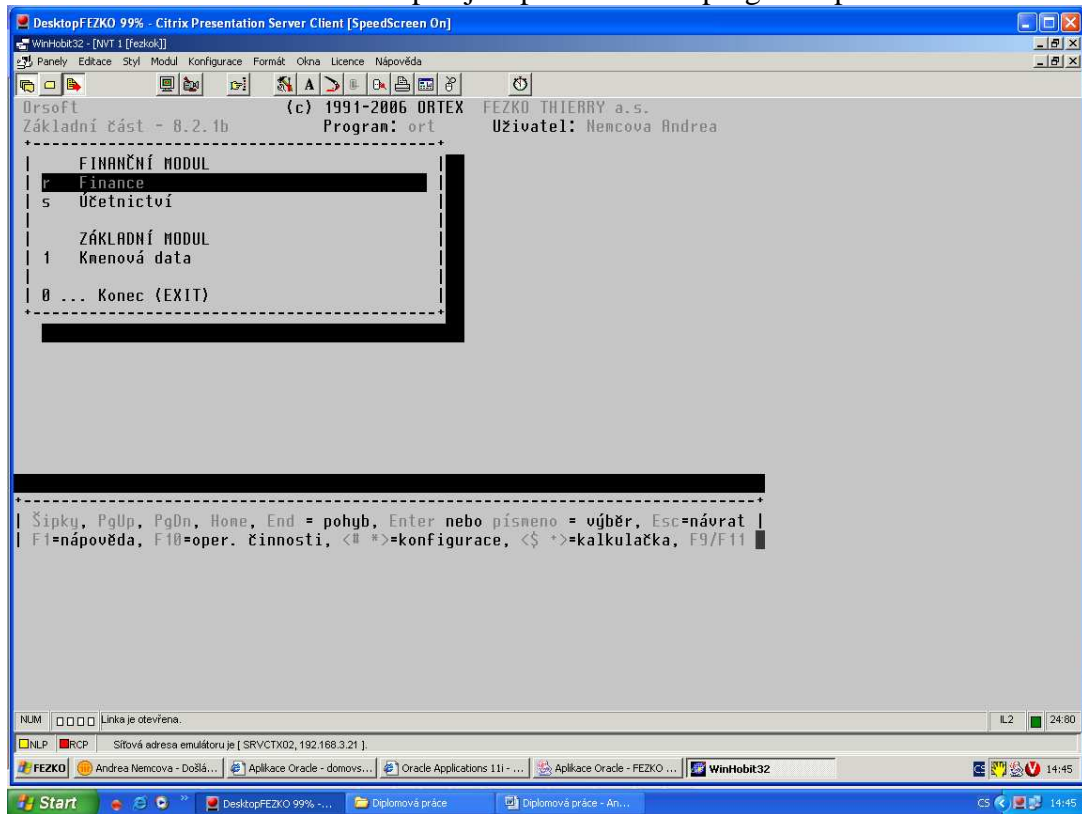 DesktopFEZKO 99% - Citrix Presentation Server Client [SpeedScreen On]
WinHobit32 - [NVT 1 [fezkok]]
Panely Editace Styl Modul Konfigurace Formát Okna Licence Nápověda
Orsoft (c) 1991-2006 ORTEX FEZKO THIERRY a.s.
Základní část - 8.2.1b Program: ort Uživatel: Nemcova Andrea
FINANČNÍ MODUL
r Finance
s Účetnictví
ZÁKLADNÍ MODUL
1 Kmenová data
0 ... Konec (EXIT)
Šipky, PgUp, PgDn, Home, End = pohyb, Enter nebo písmeno = výběr, Esc=návrat
F1=nápověda, F10=oper. činnosti, <# *>=konfigurace, <$ +>=kalkulačka, F9/F11
NUM Linka je otevřena. IL2 24:80
NLP RCP Síťová adresa emulátoru je [ SRVCTX02, 192.168.3.21 ].
FEZKO Andrea Nemcova - Došlá... Aplikace Oracle - domovs... Oracle Applications 11i - ... Aplikace Oracle - FEZKO ... WinHobit32 CS 14:45
Start DesktopFEZKO 99% -... Diplomová práce Diplomová práce - An... CS 14:45